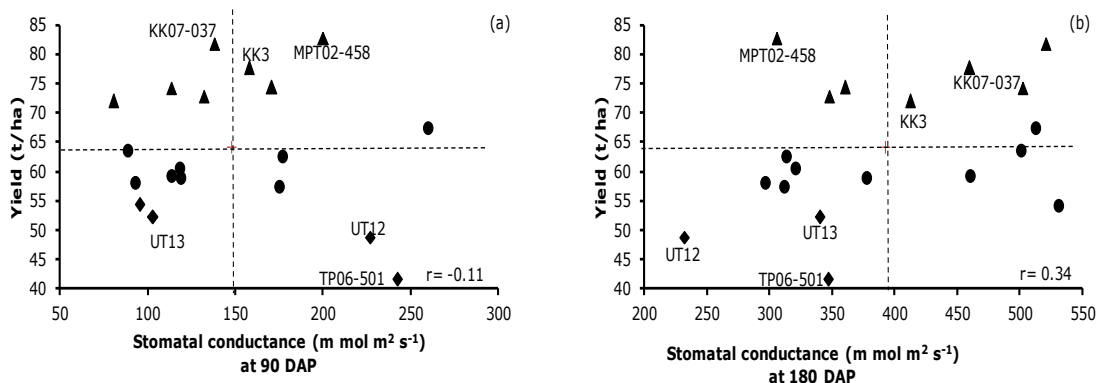 (a)
85
80
75
70
65
60
55
50
45
40
Yield (t/ha)
KK07-037
KK3
MPT02-458
UT13
UT12
TP06-501
r= -0.11
50 100 150 200 250 300
Stomatal conductance (m mol m² s⁻¹)
at 90 DAP
(b)
85
80
75
70
65
60
55
50
45
40
Yield (t/ha)
MPT02-458
KK07-037
KK3
UT13
UT12
TP06-501
r= 0.34
200 250 300 350 400 450 500 550
Stomatal conductance (m mol m² s⁻¹)
at 180 DAP